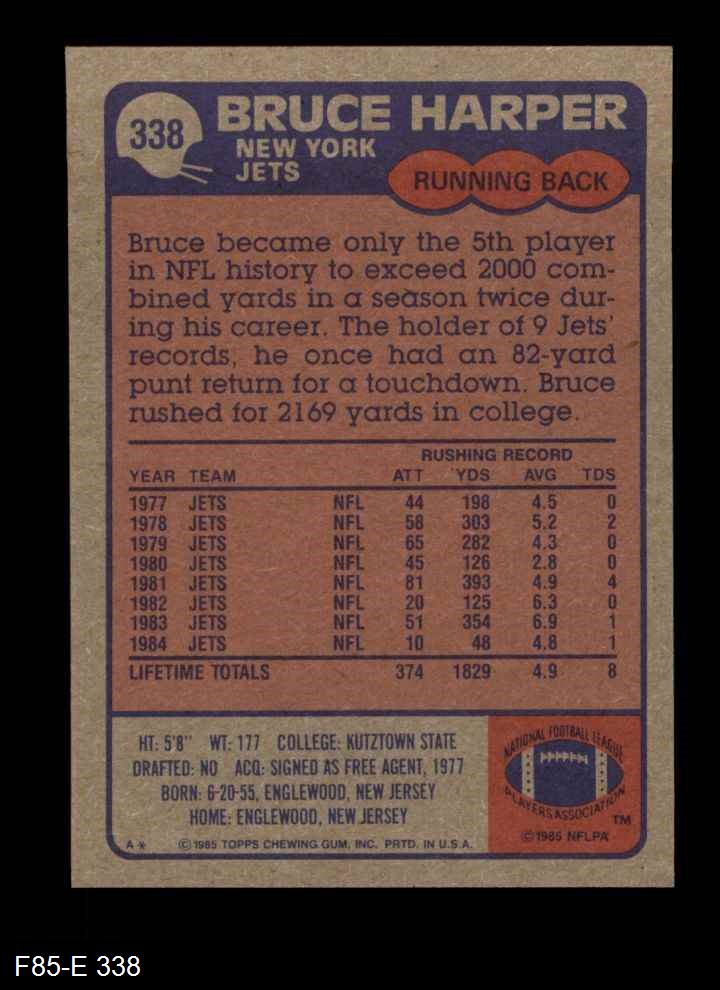 338
BRUCE HARPER
NEW YORK
JETS
RUNNING BACK
Bruce became only the 5th player
in NFL history to exceed 2000 com-
bined yards in a season twice dur-
ing his career. The holder of 9 Jets'
records, he once had an 82-yard
punt return for a touchdown. Bruce
rushed for 2169 yards in college.
RUSHING RECORD
YEAR TEAM ATT YDS AVG TDS
1977 JETS NFL 44 198 4.5 0
1978 JETS NFL 58 303 5.2 2
1979 JETS NFL 65 282 4.3 0
1980 JETS NFL 45 126 2.8 0
1981 JETS NFL 81 393 4.9 4
1982 JETS NFL 20 125 6.3 0
1983 JETS NFL 51 354 6.9 1
1984 JETS NFL 10 48 4.8 1
LIFETIME TOTALS 374 1829 4.9 8
HT: 5'8" WT: 177 COLLEGE: KUTZTOWN STATE
DRAFTED: NO ACQ: SIGNED AS FREE AGENT, 1977
BORN: 6-20-55, ENGLEWOOD, NEW JERSEY
HOME: ENGLEWOOD, NEW JERSEY
A* ©1985 TOPPS CHEWING GUM, INC. PRTD. IN U.S.A.
NATIONAL FOOTBALL LEAGUE
PLAYERS ASSOCIATION
TM
©1985 NFLPA
F85-E 338